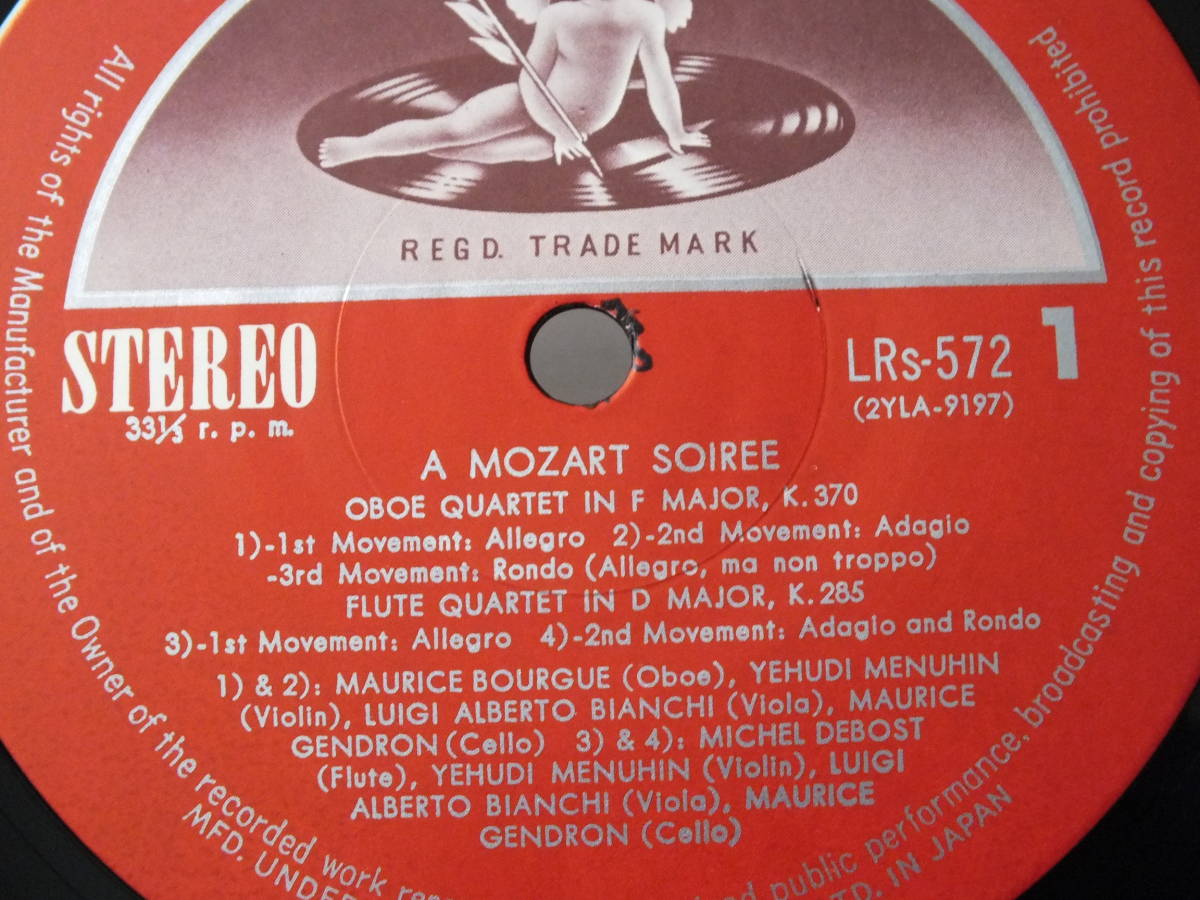 REGD. TRADE MARK
STEREO
33 1/3 r. p. m.
LRs-572 1
(2YLA-9197)
A MOZART SOIREE
OBOE QUARTET IN F MAJOR, K. 370
1)-1st Movement: Allegro 2)-2nd Movement: Adagio
-3rd Movement: Rondo (Allegro, ma non troppo)
FLUTE QUARTET IN D MAJOR, K. 285
3)-1st Movement: Allegro 4)-2nd Movement: Adagio and Rondo
1) & 2): MAURICE BOURGUE (Oboe), YEHUDI MENUHIN
(Violin), LUIGI ALBERTO BIANCHI (Viola), MAURICE
GENDRON (Cello) 3) & 4): MICHEL DEBOST
(Flute), YEHUDI MENUHIN (Violin), LUIGI
ALBERTO BIANCHI (Viola), MAURICE
GENDRON (Cello)
All rights of the Manufacturer and of the Owner of the recorded work
public performance, broadcasting and copying of this record prohibited
MFD. UNDER
IN JAPAN